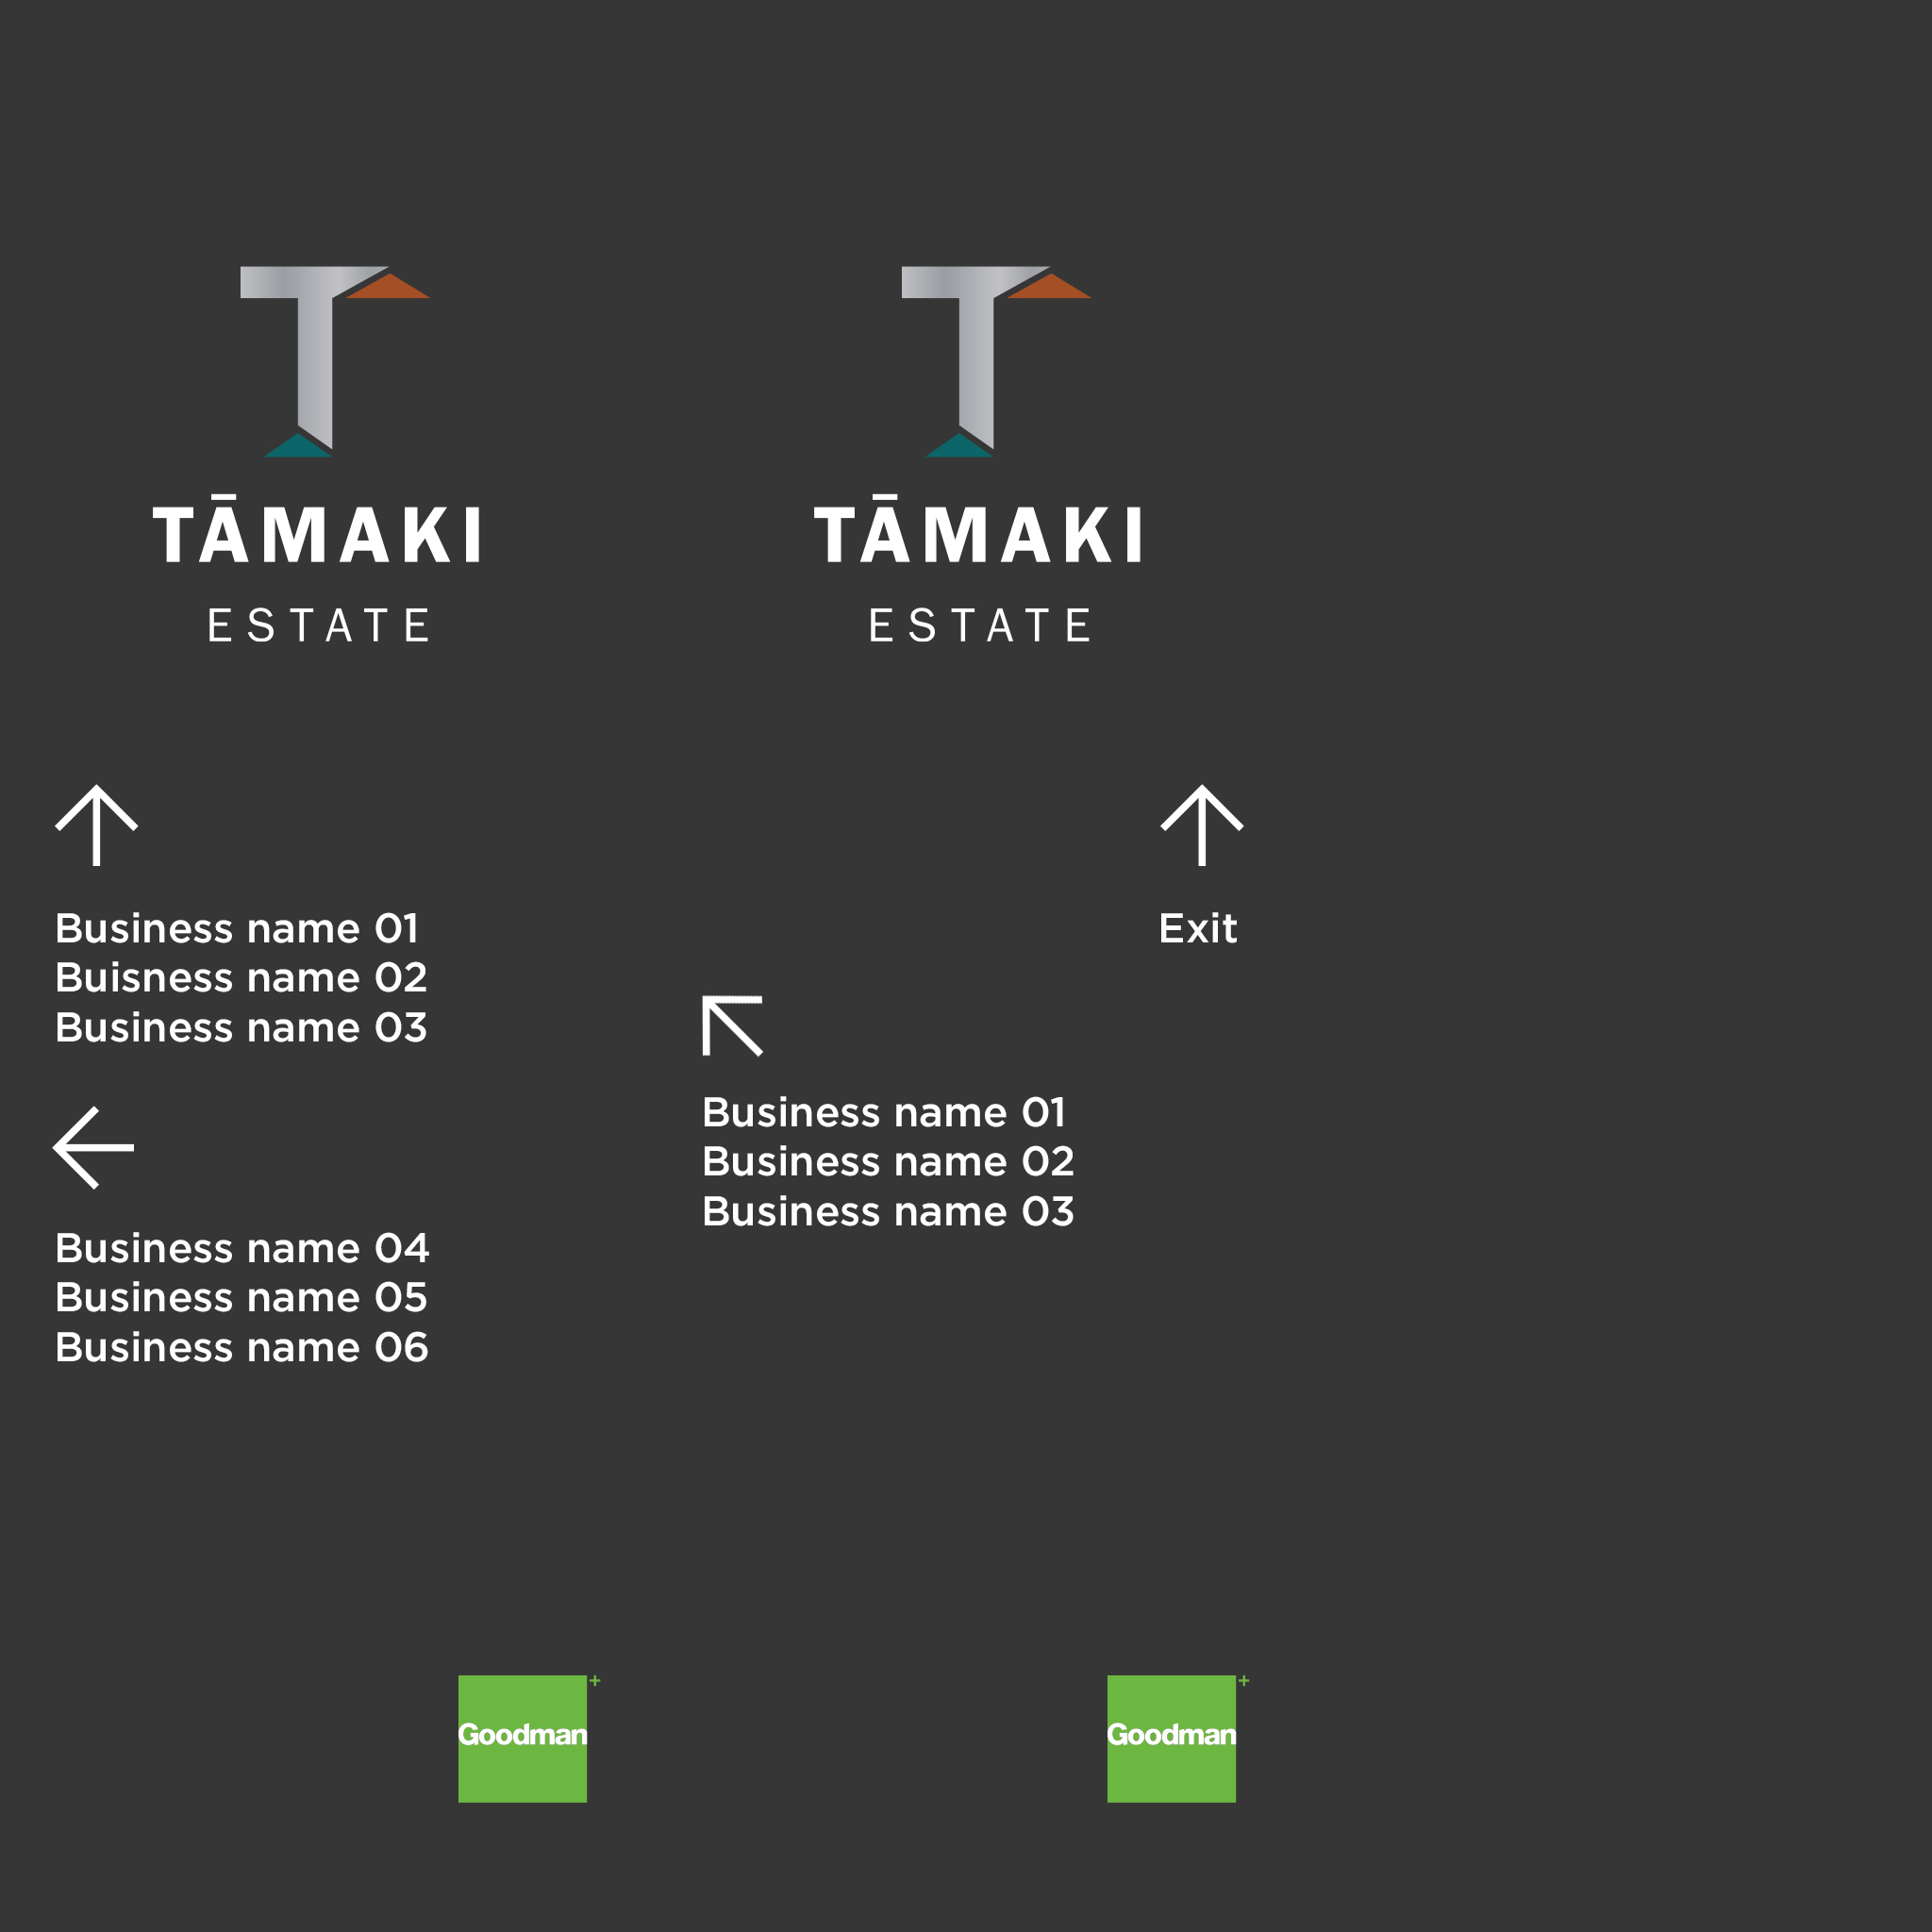 TĀMAKI
ESTATE
Business name 01
Buisness name 02
Business name 03
Business name 04
Business name 05
Business name 06
Goodman+
TĀMAKI
ESTATE
Exit
Business name 01
Business name 02
Business name 03
Goodman+